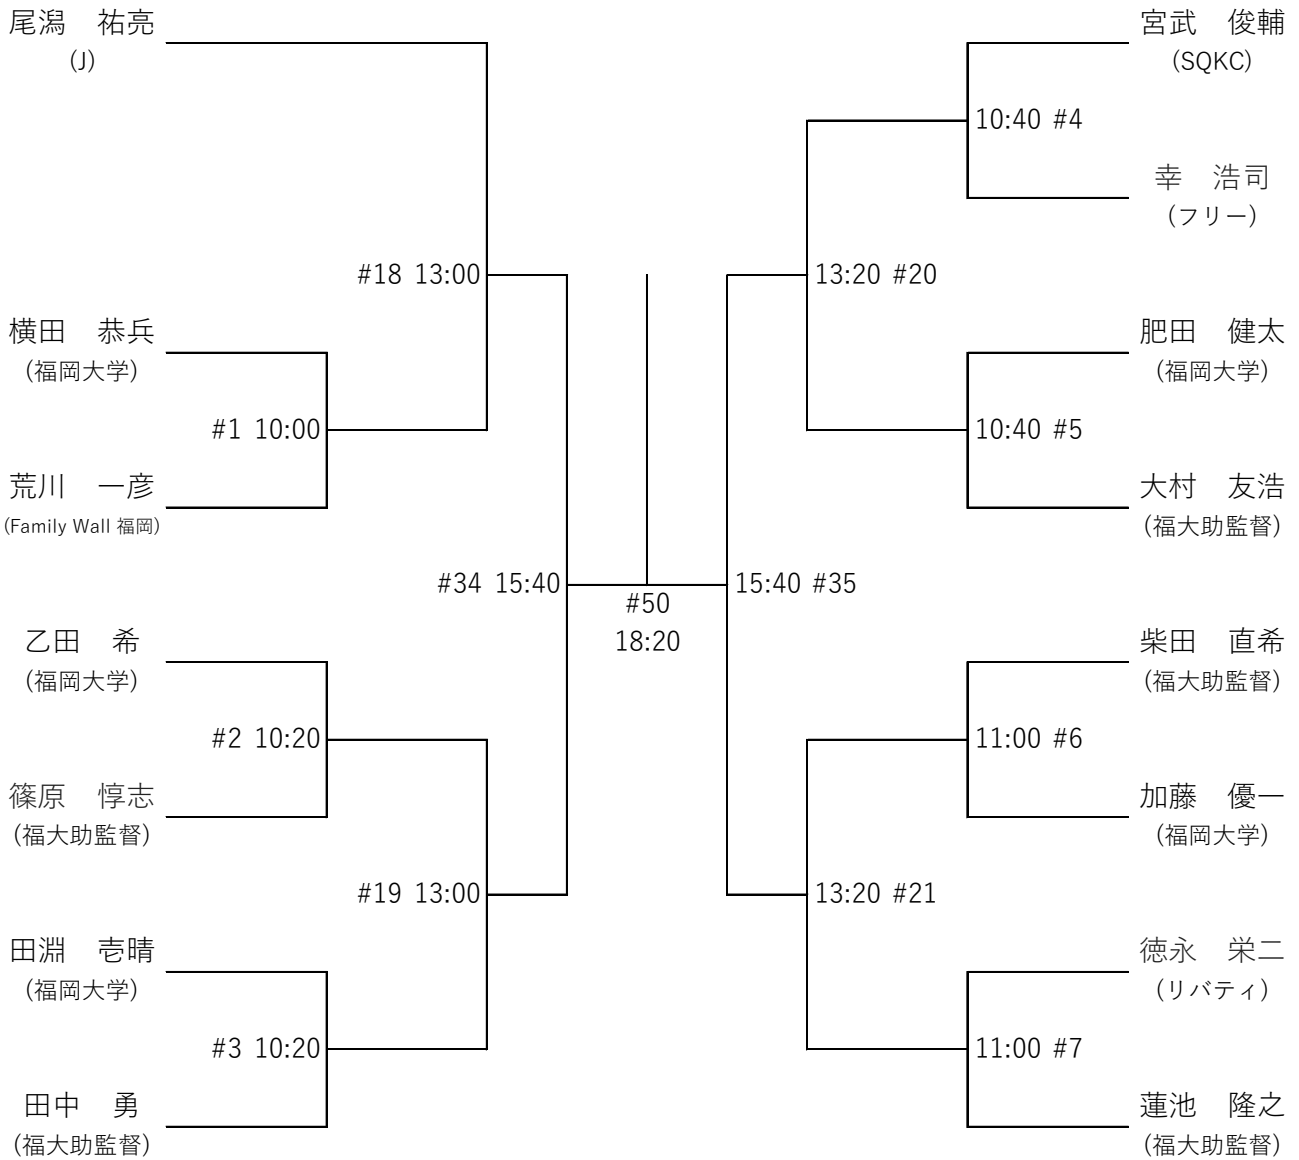 尾潟　祐亮
(J)
#18 13:00
横田　恭兵
(福岡大学)
#1 10:00
荒川　一彦
(Family Wall 福岡)
#34 15:40
乙田　希
(福岡大学)
#2 10:20
篠原　惇志
(福大助監督)
#19 13:00
田淵　壱晴
(福岡大学)
#3 10:20
田中　勇
(福大助監督)
#50
18:20
宮武　俊輔
(SQKC)
10:40 #4
幸　浩司
(フリー)
13:20 #20
肥田　健太
(福岡大学)
10:40 #5
大村　友浩
(福大助監督)
15:40 #35
柴田　直希
(福大助監督)
11:00 #6
加藤　優一
(福岡大学)
13:20 #21
徳永　栄二
(リバティ)
11:00 #7
蓮池　隆之
(福大助監督)